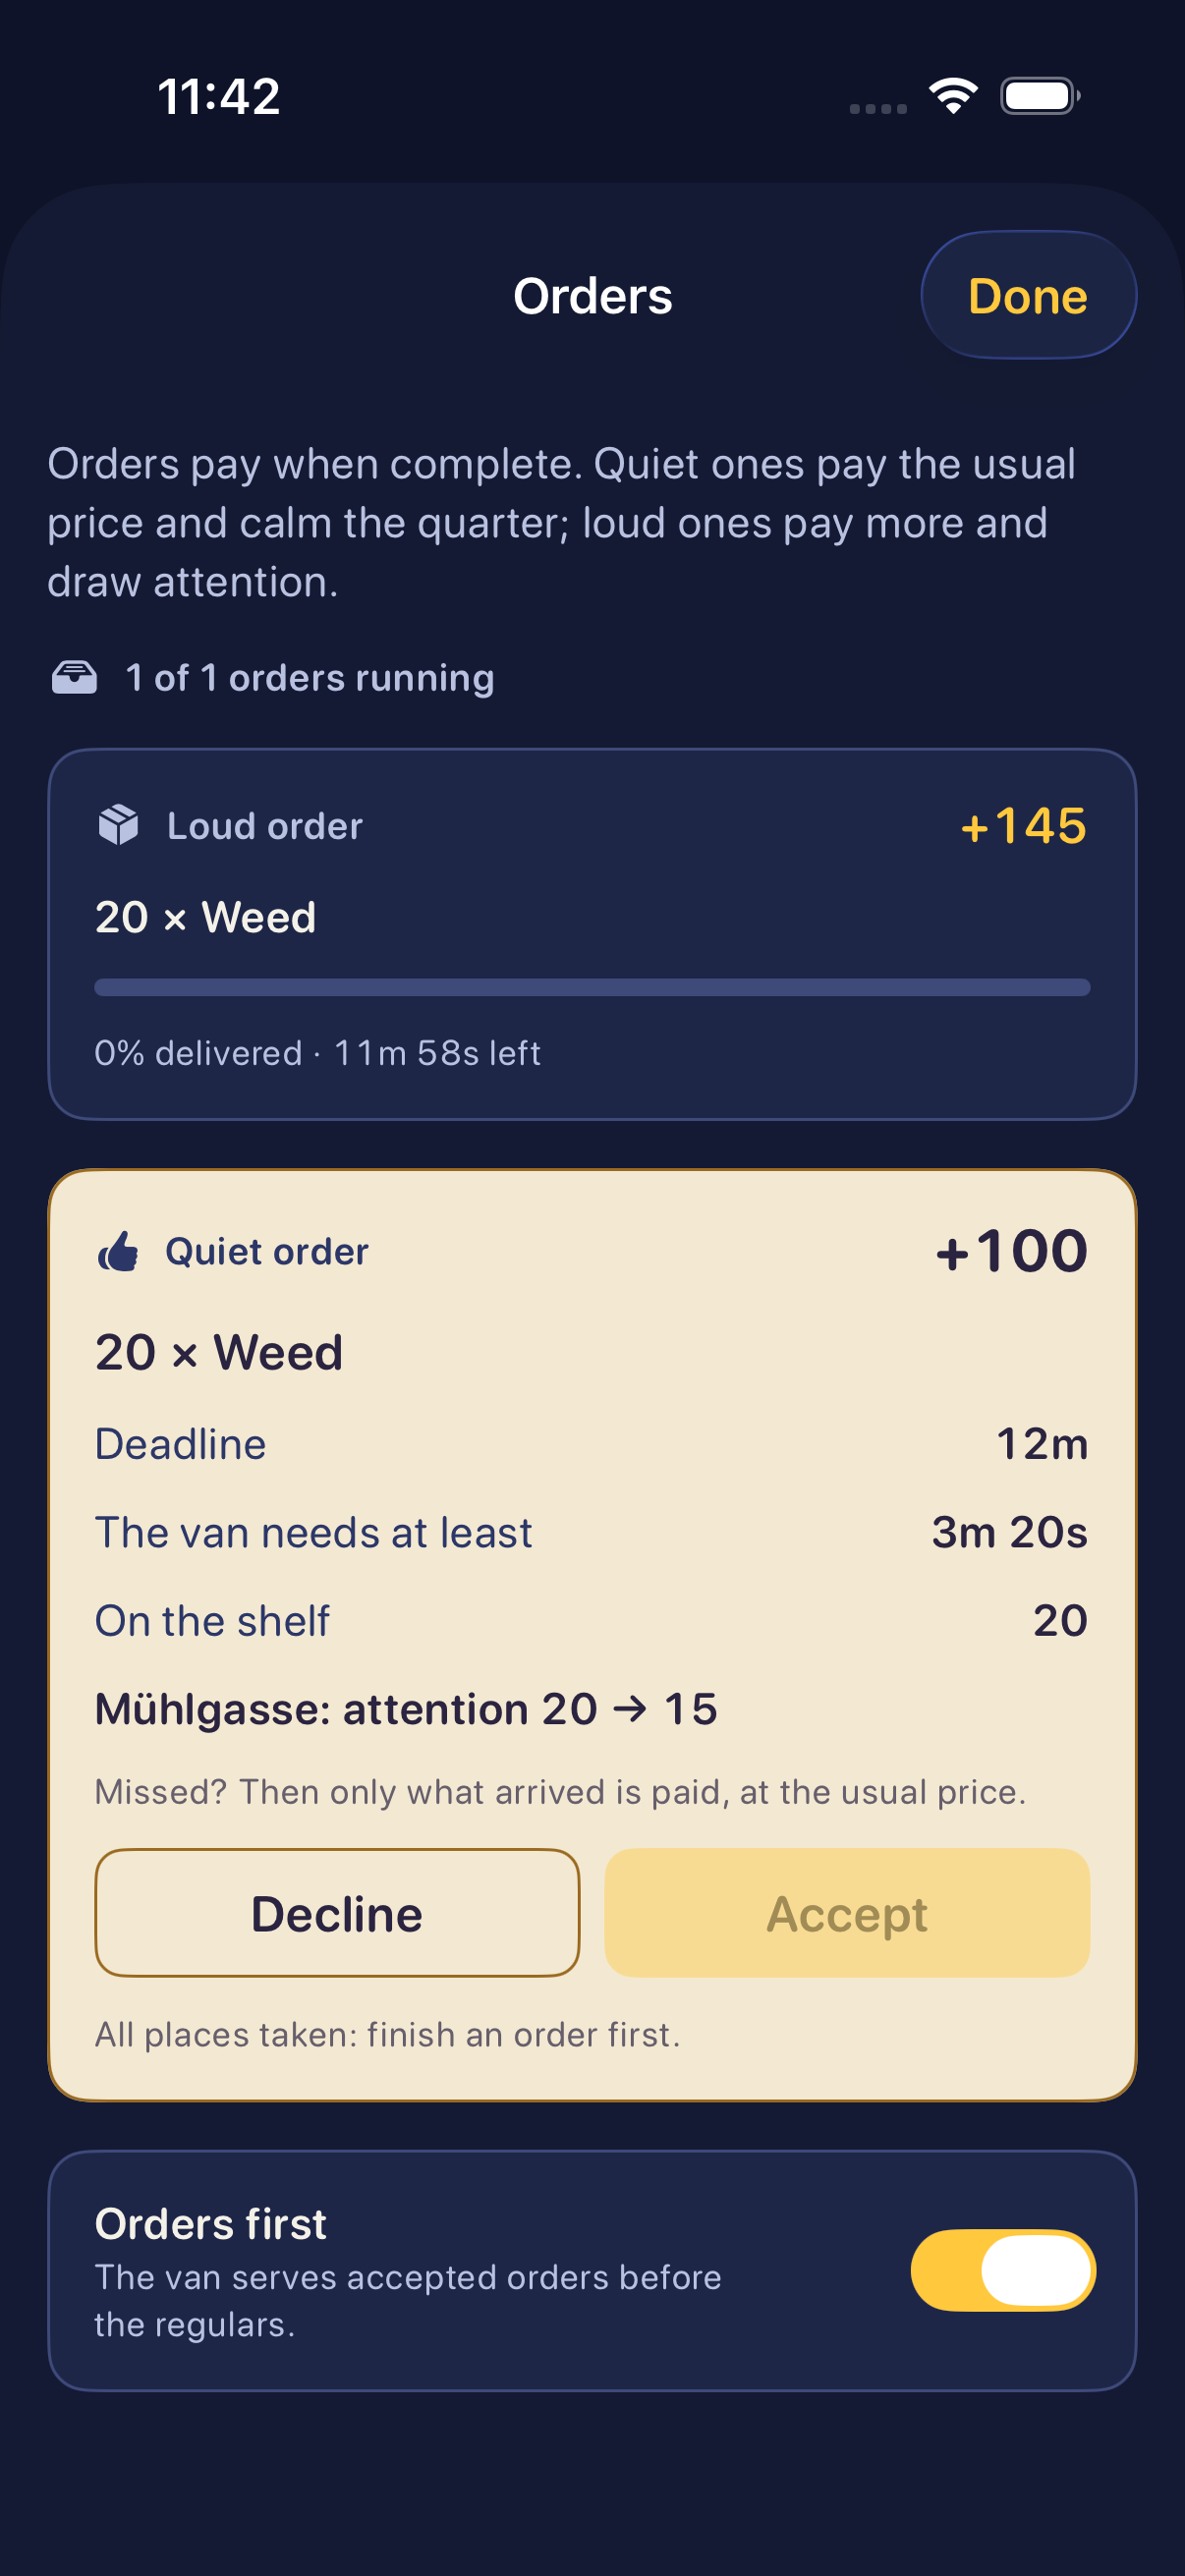 11:42
Orders
Done
Orders pay when complete. Quiet ones pay the usual
price and calm the quarter; loud ones pay more and
draw attention.
1 of 1 orders running
Loud order
+145
20 × Weed
0% delivered · 11m 58s left
Quiet order
+100
20 × Weed
Deadline
12m
The van needs at least
3m 20s
On the shelf
20
Mühlgasse: attention 20 → 15
Missed? Then only what arrived is paid, at the usual price.
Decline
Accept
All places taken: finish an order first.
Orders first
The van serves accepted orders before
the regulars.